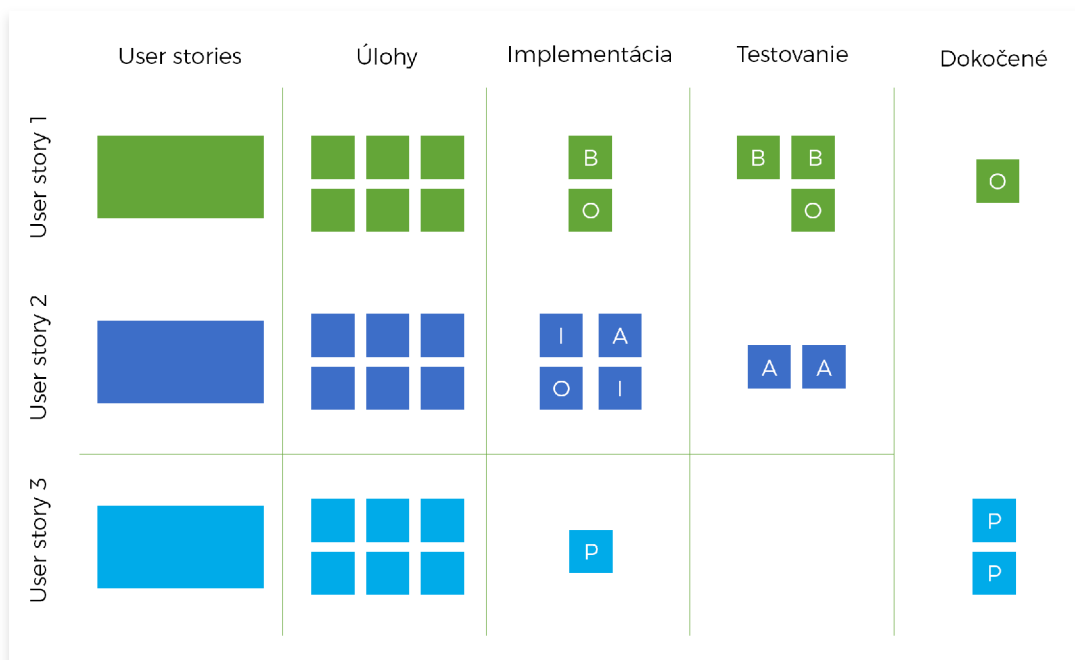 User stories
Úlohy
Implementácia
Testovanie
Dokočené
User story 1
B
B B
O
O
O
User story 2
I A
A A
O I
User story 3
P
P
P